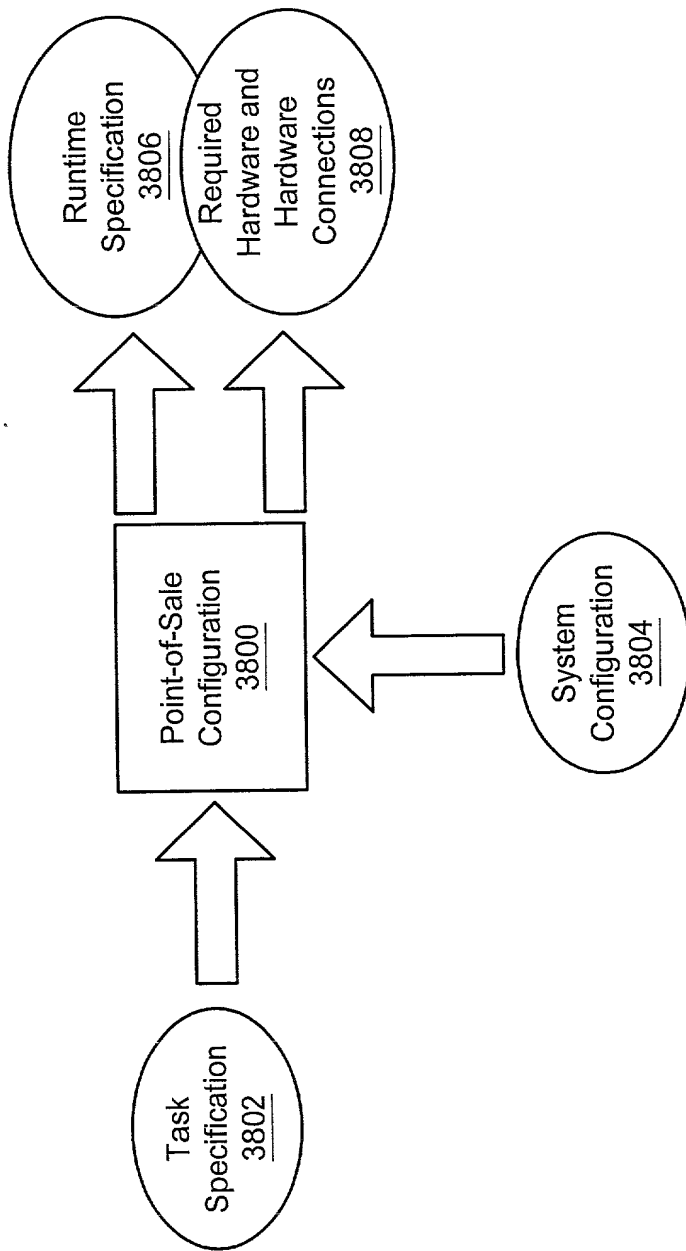 Task
Specification
3802
Point-of-Sale
Configuration
3800
System
Configuration
3804
Runtime
Specification
3806
Required
Hardware and
Hardware
Connections
3808